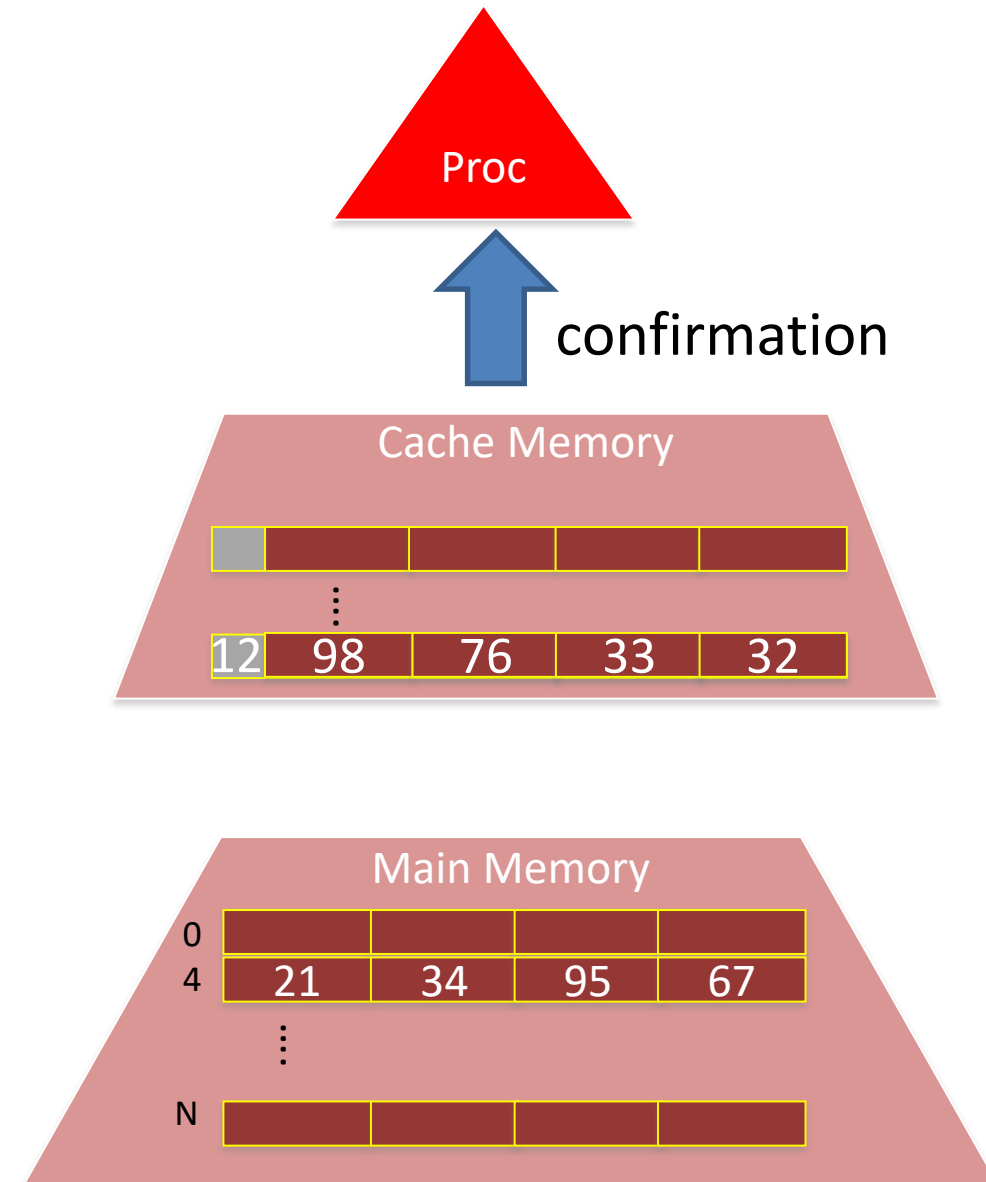 Proc
confirmation
Cache Memory
12 98 76 33 32
Main Memory
0
4 21 34 95 67
N